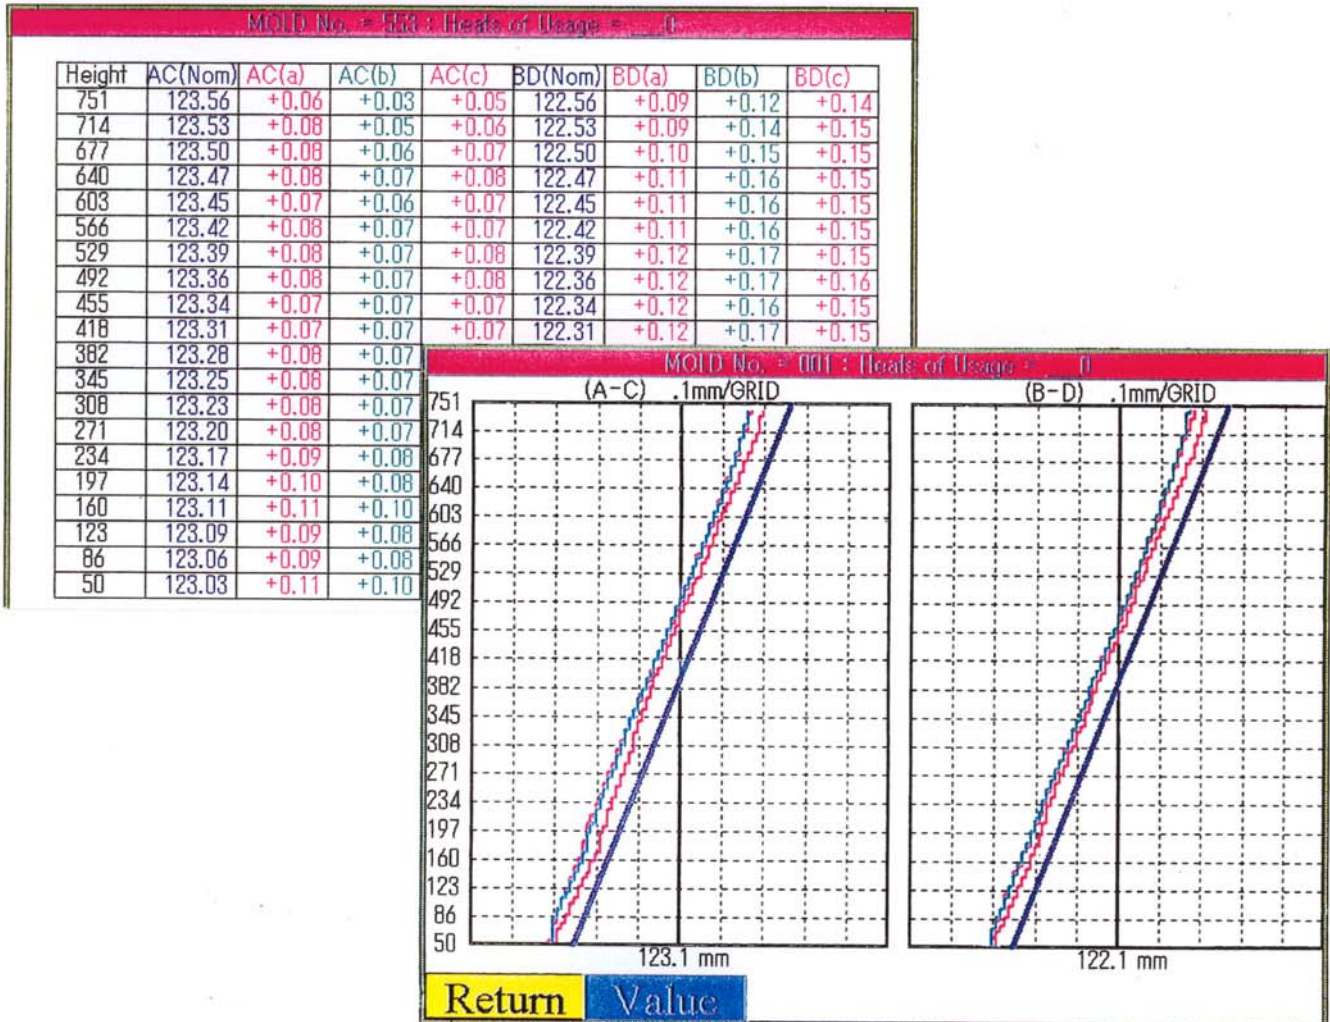 MOLD No. = 553 : Heats of Usage = ___0
Height AC(Nom) AC(a) AC(b) AC(c) BD(Nom) BD(a) BD(b) BD(c)
751 123.56 +0.06 +0.03 +0.05 122.56 +0.09 +0.12 +0.14
714 123.53 +0.08 +0.05 +0.06 122.53 +0.09 +0.14 +0.15
677 123.50 +0.08 +0.06 +0.07 122.50 +0.10 +0.15 +0.15
640 123.47 +0.08 +0.07 +0.08 122.47 +0.11 +0.16 +0.15
603 123.45 +0.07 +0.06 +0.07 122.45 +0.11 +0.16 +0.15
566 123.42 +0.08 +0.07 +0.07 122.42 +0.11 +0.16 +0.15
529 123.39 +0.08 +0.07 +0.08 122.39 +0.12 +0.17 +0.15
492 123.36 +0.08 +0.07 +0.08 122.36 +0.12 +0.17 +0.16
455 123.34 +0.07 +0.07 +0.07 122.34 +0.12 +0.16 +0.15
418 123.31 +0.07 +0.07 +0.07 122.31 +0.12 +0.17 +0.15
382 123.28 +0.08 +0.07
345 123.25 +0.08 +0.07
308 123.23 +0.08 +0.07
271 123.20 +0.08 +0.07
234 123.17 +0.09 +0.08
197 123.14 +0.10 +0.08
160 123.11 +0.11 +0.10
123 123.09 +0.09 +0.08
86 123.06 +0.09 +0.08
50 123.03 +0.11 +0.10
MOLD No. = 001 : Heats of Usage = ___0
(A-C) .1mm/GRID (B-D) .1mm/GRID
751
714
677
640
603
566
529
492
455
418
382
345
308
271
234
197
160
123
86
50
123.1 mm 122.1 mm
Return Value